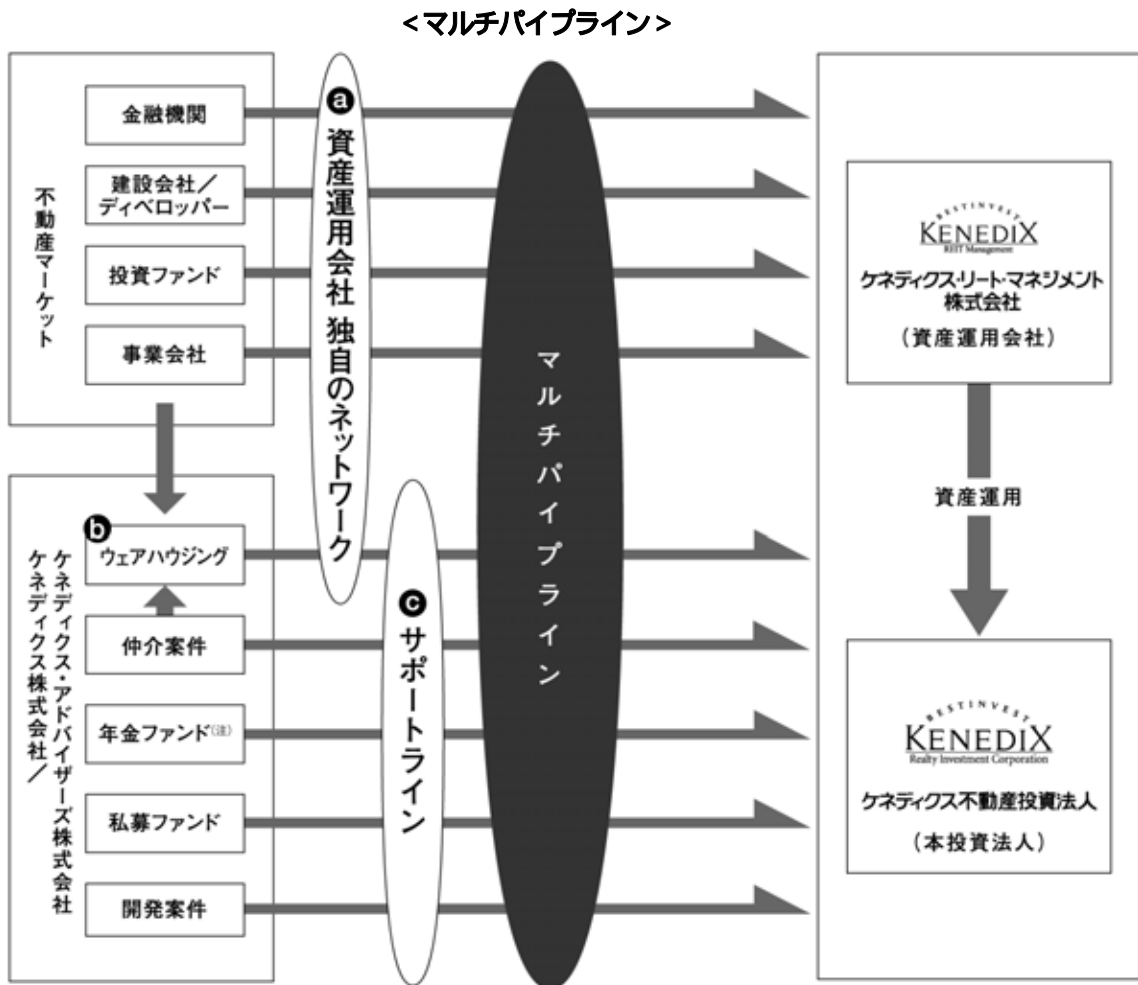 <マルチパイプライン>
不動産マーケット
金融機関
建設会社／
ディベロッパー
投資ファンド
事業会社
ⓐ 資産運用会社 独自のネットワーク
ケネディクス株式会社／
ケネディクス・アドバイザーズ株式会社
ⓑ
ウェアハウジング
仲介案件
年金ファンド(注)
私募ファンド
開発案件
ⓒ サポートライン
マルチパイプライン
BESTINVEST
KENEDIX
REIT Management
ケネディクス・リート・マネジメント
株式会社
（資産運用会社）
資産運用
BESTINVEST
KENEDIX
Realty Investment Corporation
ケネディクス不動産投資法人
（本投資法人）